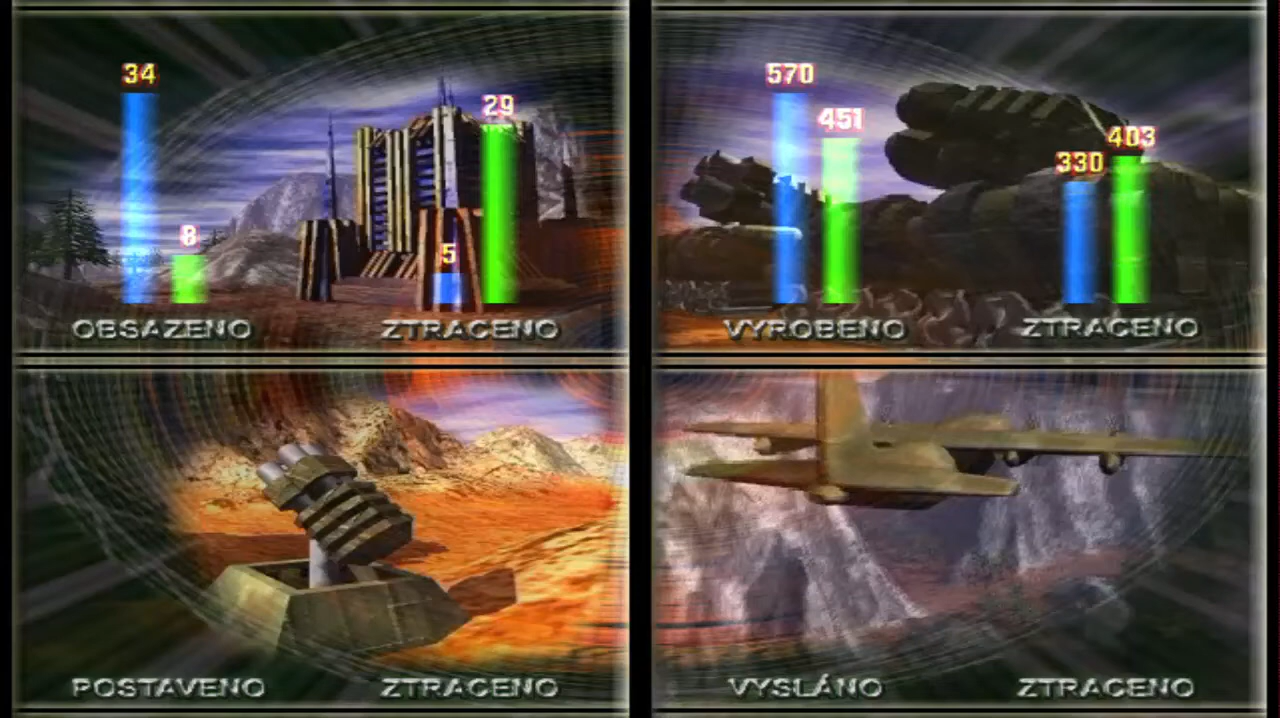 34
8
5
29
OBSAZENO
ZTRACENO
570
451
330
403
VYROBENO
ZTRACENO
POSTAVENO
ZTRACENO
VYSLÁNO
ZTRACENO